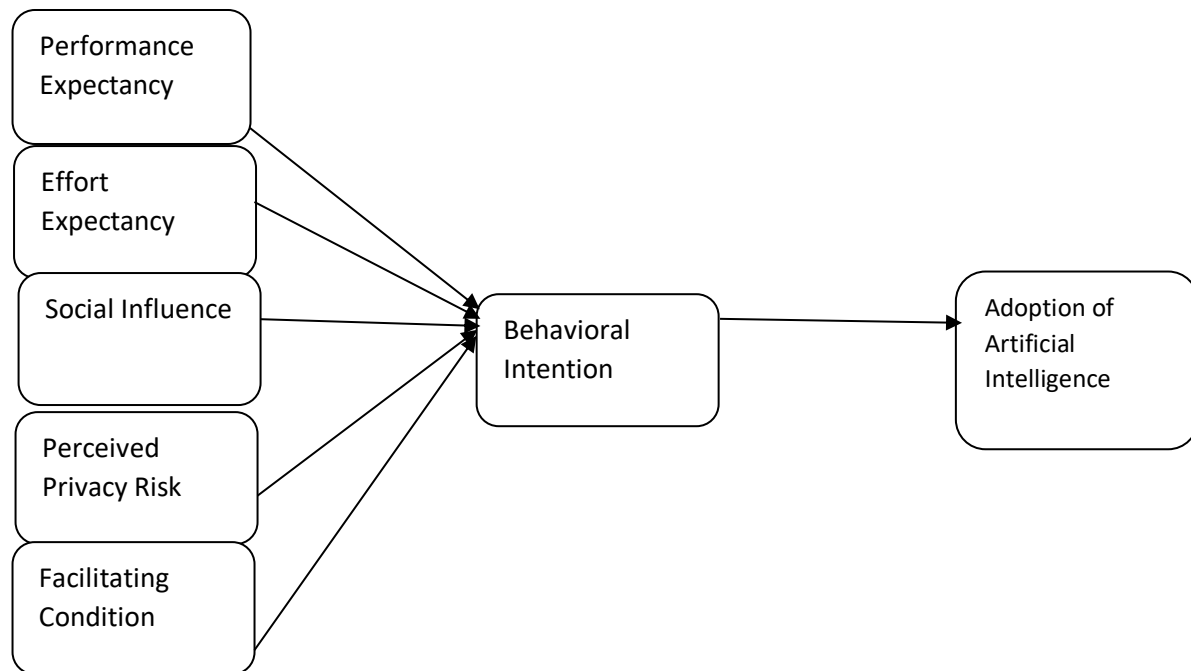 Performance
Expectancy
Effort
Expectancy
Social Influence
Perceived
Privacy Risk
Facilitating
Condition
Behavioral
Intention
Adoption of
Artificial
Intelligence